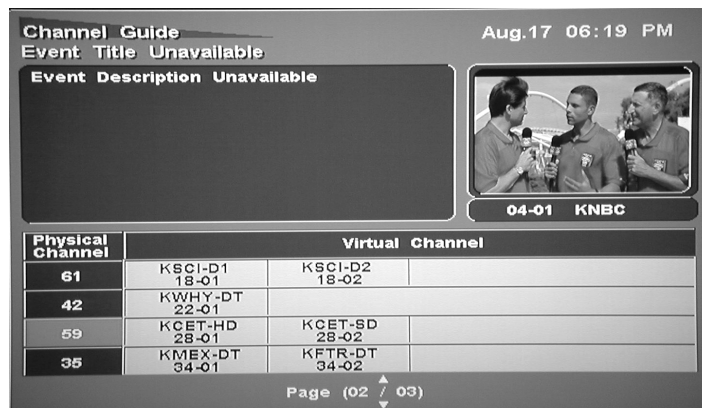 Channel Guide
Aug.17 06:19 PM
Event Title Unavailable
Event Description Unavailable
04-01 KNBC
Physical Channel
Virtual Channel
61
KSCI-D1 18-01
KSCI-D2 18-02
42
KWHY-DT 22-01
59
KCET-HD 28-01
KCET-SD 28-02
35
KMEX-DT 34-01
KFTR-DT 34-02
Page (02 / 03)